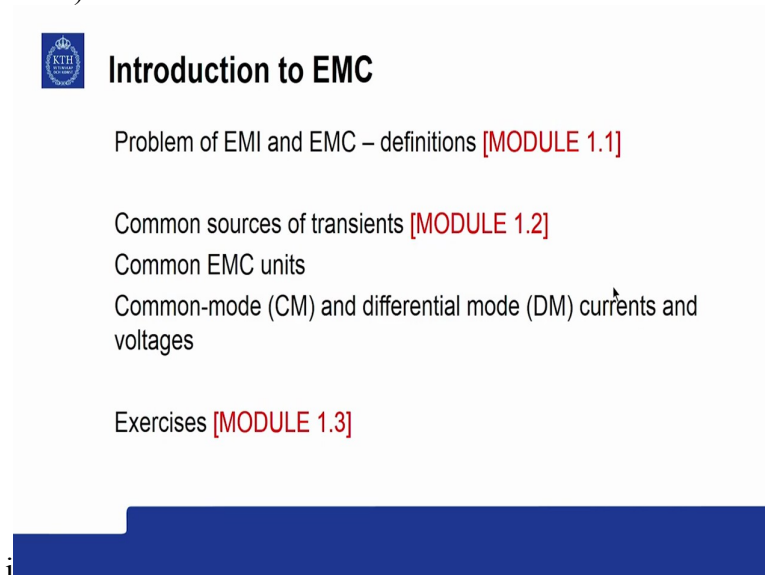 KTH
Introduction to EMC
Problem of EMI and EMC – definitions [MODULE 1.1]
Common sources of transients [MODULE 1.2]
Common EMC units
Common-mode (CM) and differential mode (DM) currents and
voltages
Exercises [MODULE 1.3]